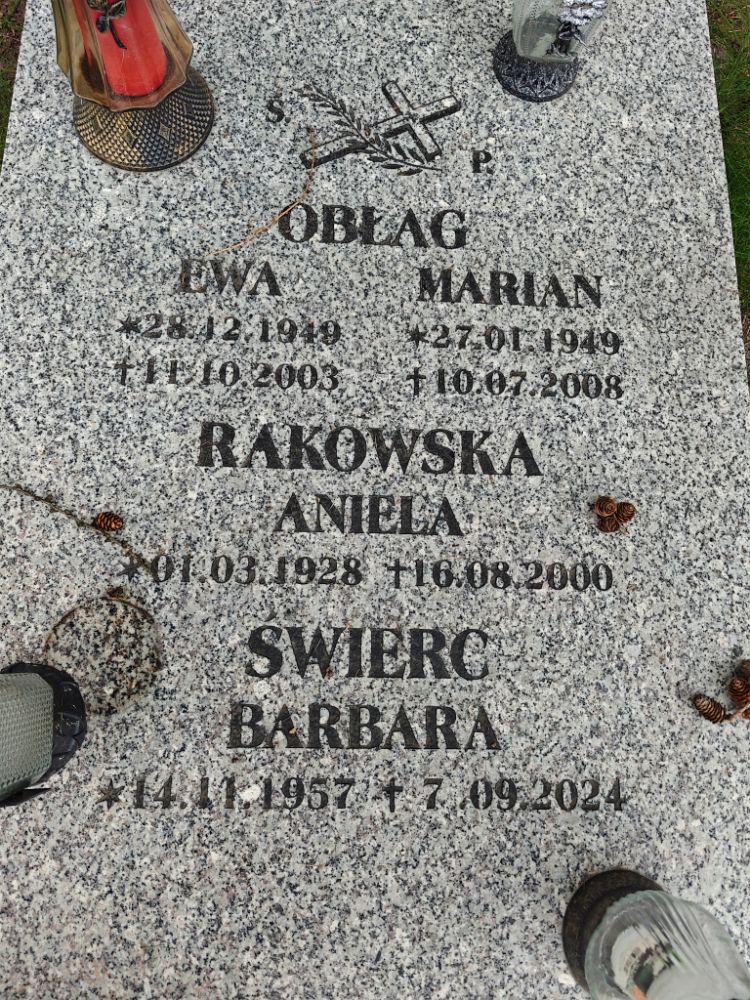 S. P.
OBŁĄG
EWA MARIAN
*28.12.1949 *27.01.1949
†11.10.2003 †10.07.2008
RAKOWSKA
ANIELA
*01.03.1928 †16.08.2000
ŚWIERC
BARBARA
*14.11.1957 † 7.09.2024